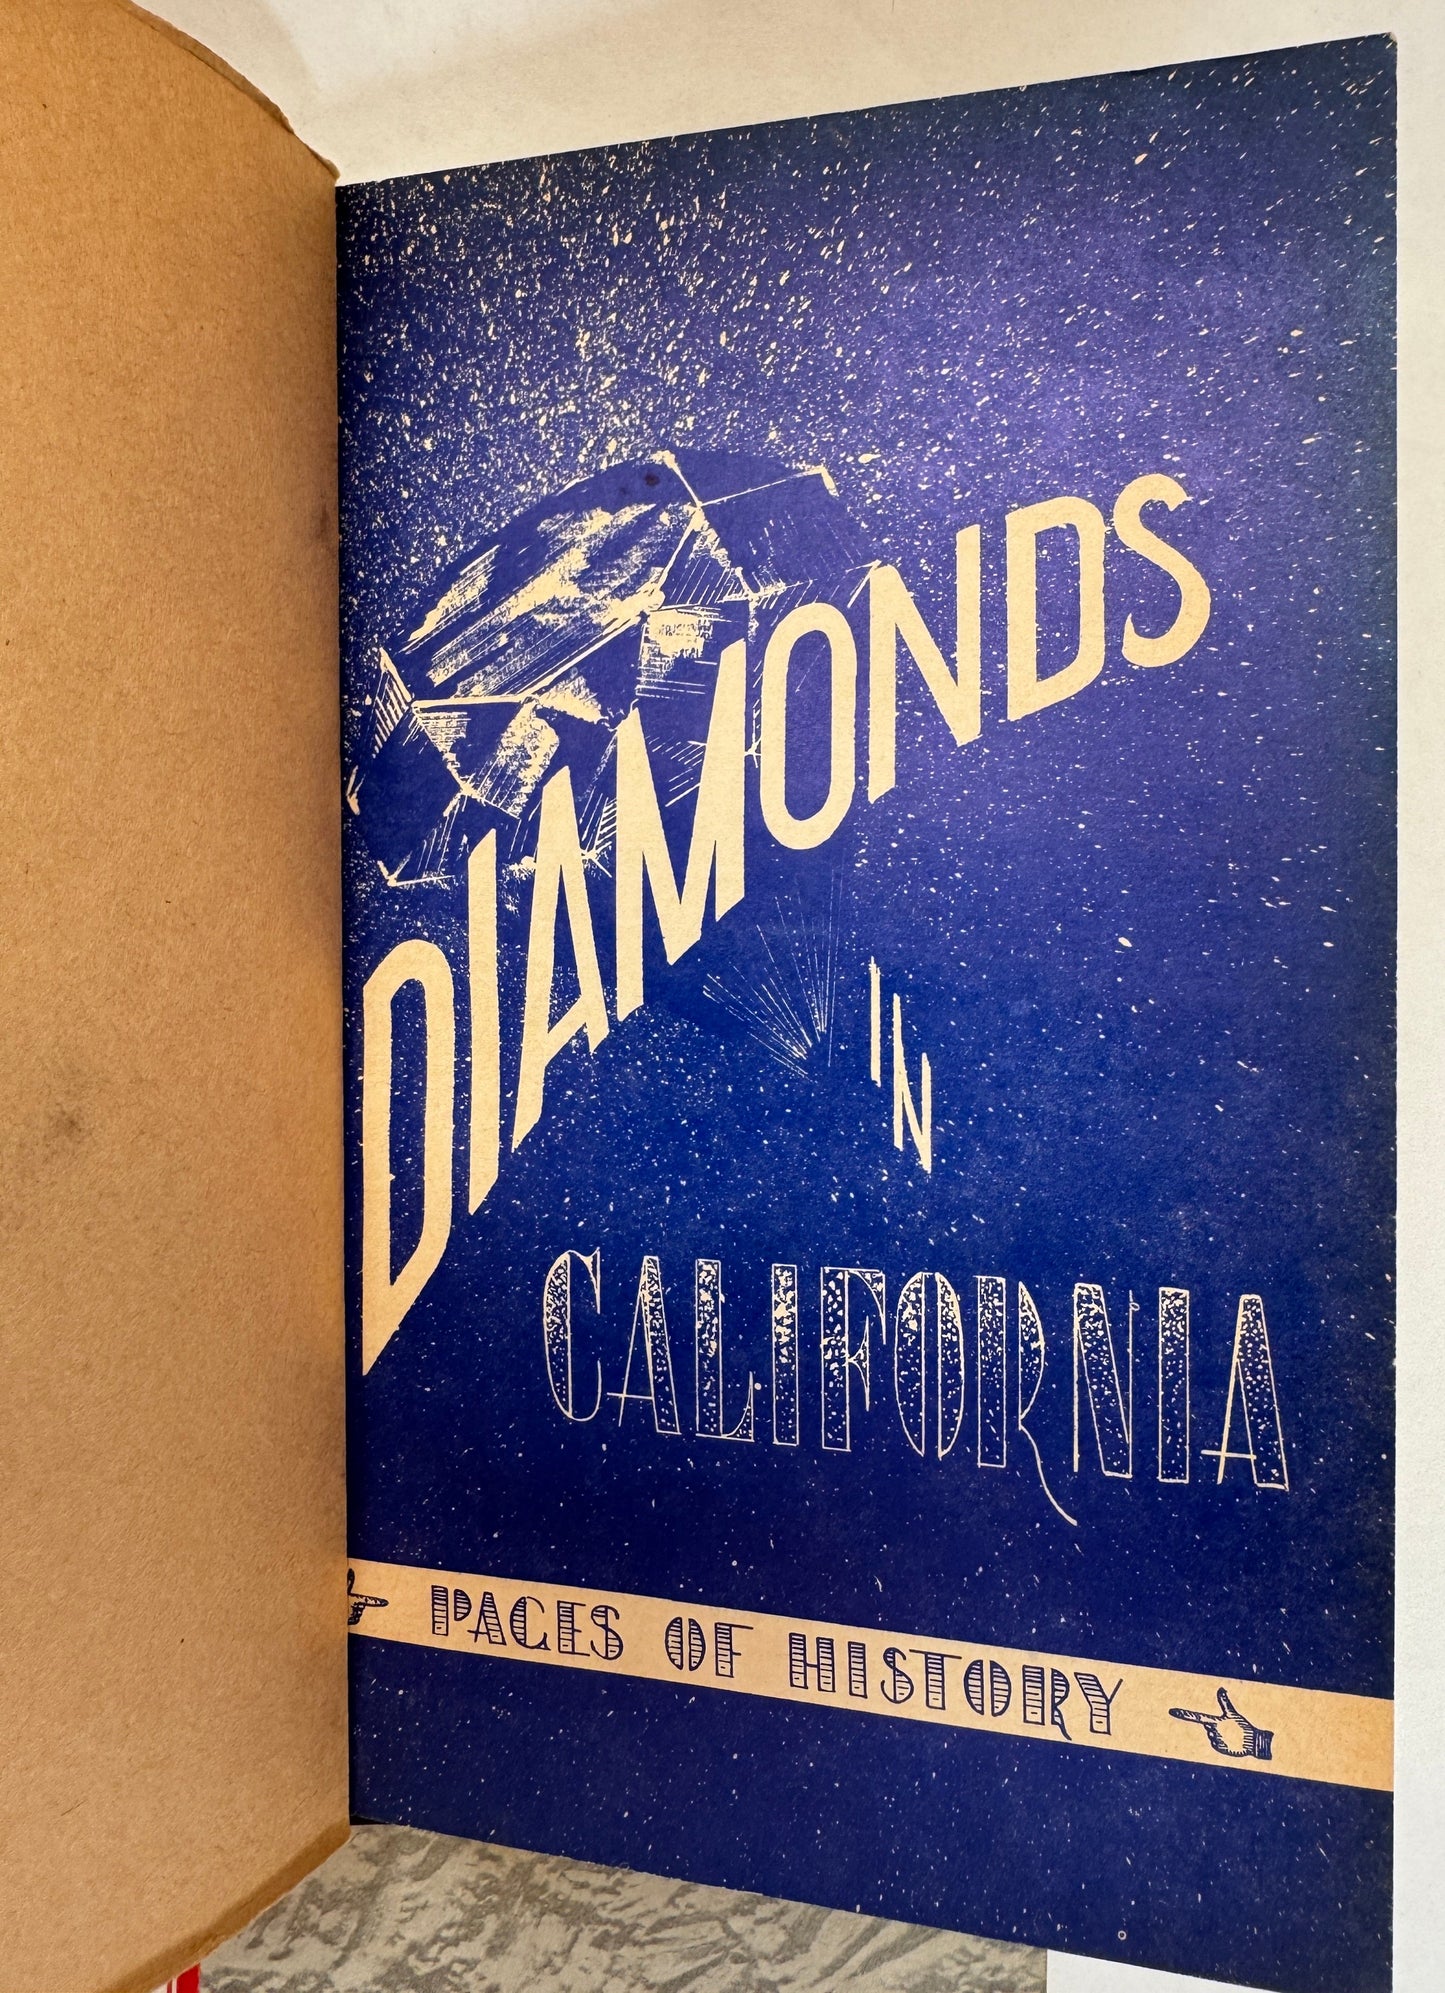 DIAMONDS
IN
CALIFORNIA
PAGES OF HISTORY